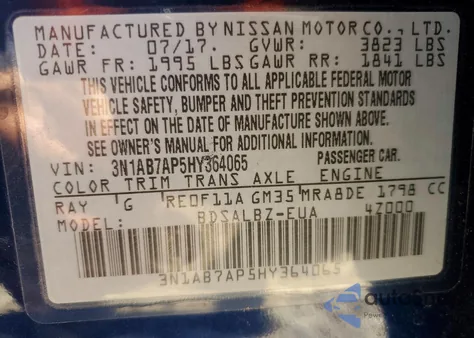 MANUFACTURED BY NISSAN MOTOR CO., LTD.
DATE: 07/17. GVWR: 3823 LBS
GAWR FR: 1995 LBS GAWR RR: 1841 LBS
THIS VEHICLE CONFORMS TO ALL APPLICABLE FEDERAL MOTOR
VEHICLE SAFETY, BUMPER AND THEFT PREVENTION STANDARDS
IN EFFECT ON THE DATE OF MANUFACTURE SHOWN ABOVE.
SEE OWNER'S MANUAL FOR ADDITIONAL INFORMATION.
VIN: 3N1AB7AP5HY364065 PASSENGER CAR.
COLOR TRIM TRANS AXLE ENGINE
RAY G RE0F11A GM35 MRA8DE 1798 CC
MODEL: BDSALBZ-EUA 4Z000
3N1AB7AP5HY364065